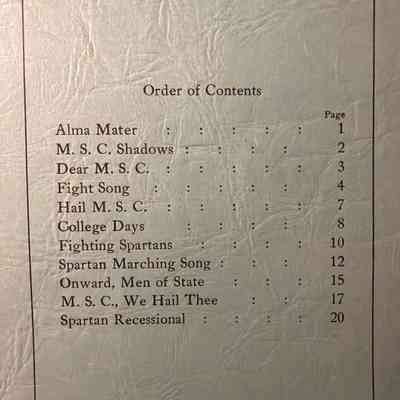 Order of Contents
Page
Alma Mater : : : : : 1
M. S. C. Shadows : : : : 2
Dear M. S. C. : : : : : 3
Fight Song : : : : : 4
Hail M. S. C. : : : : : 7
College Days : : : : 8
Fighting Spartans : : : : 10
Spartan Marching Song : : : 12
Onward, Men of State : : : 15
M. S. C., We Hail Thee : : 17
Spartan Recessional : : : : 20